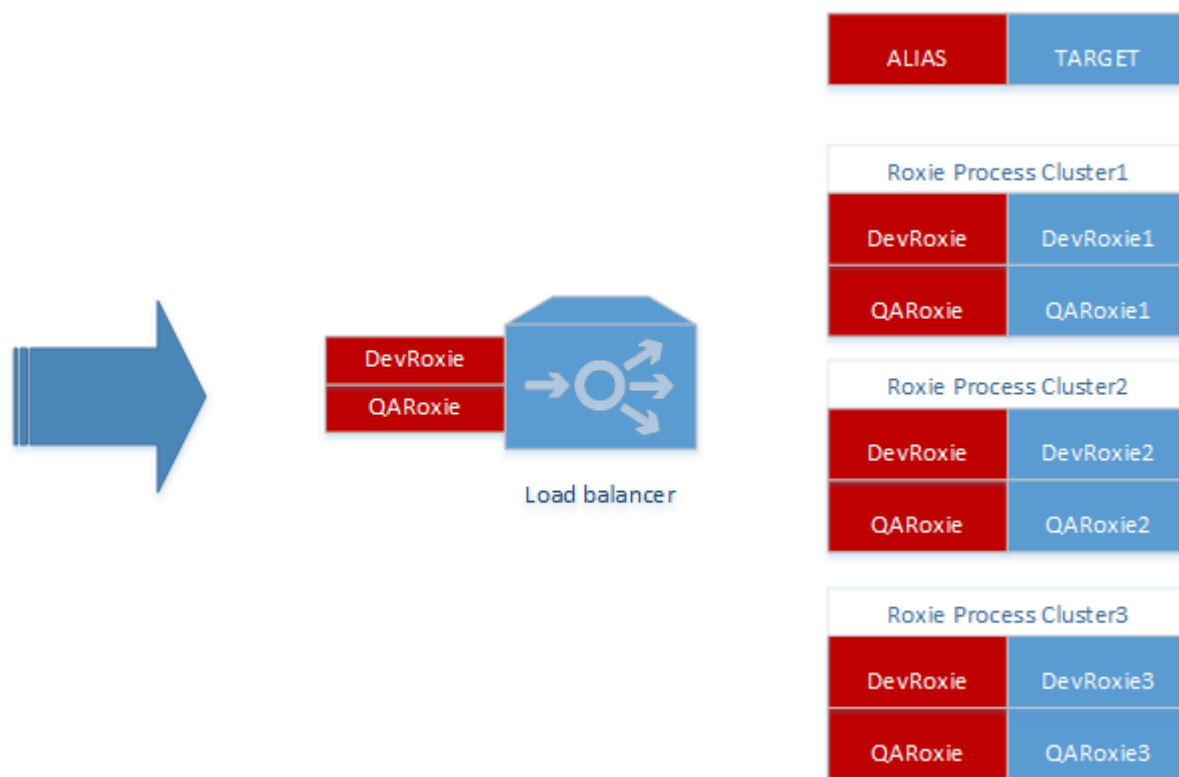 ALIAS TARGET
Roxie Process Cluster1
DevRoxie DevRoxie1
QARoxie QARoxie1
DevRoxie
QARoxie
Load balancer
Roxie Process Cluster2
DevRoxie DevRoxie2
QARoxie QARoxie2
Roxie Process Cluster3
DevRoxie DevRoxie3
QARoxie QARoxie3